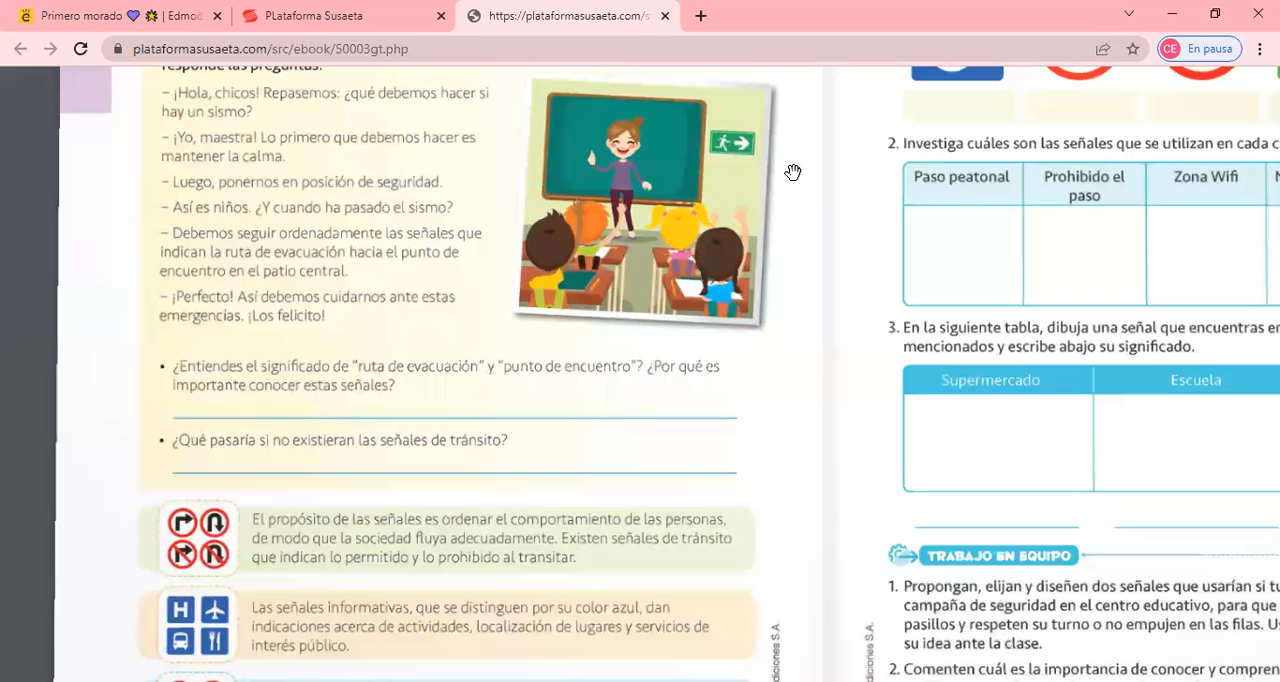 Primero morado 💜 🌟 | Edmod
PLataforma Susaeta
https://plataformasusaeta.com/s
plataformasusaeta.com/src/ebook/50003gt.php
CE En pausa
responde las preguntas.
– ¡Hola, chicos! Repasemos: ¿qué debemos hacer si
hay un sismo?
– ¡Yo, maestra! Lo primero que debemos hacer es
mantener la calma.
– Luego, ponernos en posición de seguridad.
– Así es niños. ¿Y cuando ha pasado el sismo?
– Debemos seguir ordenadamente las señales que
indican la ruta de evacuación hacia el punto de
encuentro en el patio central.
– ¡Perfecto! Así debemos cuidarnos ante estas
emergencias. ¡Los felicito!
• ¿Entiendes el significado de “ruta de evacuación” y “punto de encuentro”? ¿Por qué es
importante conocer estas señales?
• ¿Qué pasaría si no existieran las señales de tránsito?
El propósito de las señales es ordenar el comportamiento de las personas,
de modo que la sociedad fluya adecuadamente. Existen señales de tránsito
que indican lo permitido y lo prohibido al transitar.
H
Las señales informativas, que se distinguen por su color azul, dan
indicaciones acerca de actividades, localización de lugares y servicios de
interés público.
diciones S.A.
2. Investiga cuáles son las señales que se utilizan en cada c
Paso peatonal
Prohibido el
paso
Zona Wifi
3. En la siguiente tabla, dibuja una señal que encuentras en
mencionados y escribe abajo su significado.
Supermercado
Escuela
TRABAJO EN EQUIPO
1. Propongan, elijan y diseñen dos señales que usarían si tu
campaña de seguridad en el centro educativo, para que
pasillos y respeten su turno o no empujen en las filas. Us
su idea ante la clase.
2. Comenten cuál es la importancia de conocer y compren
diciones S.A.